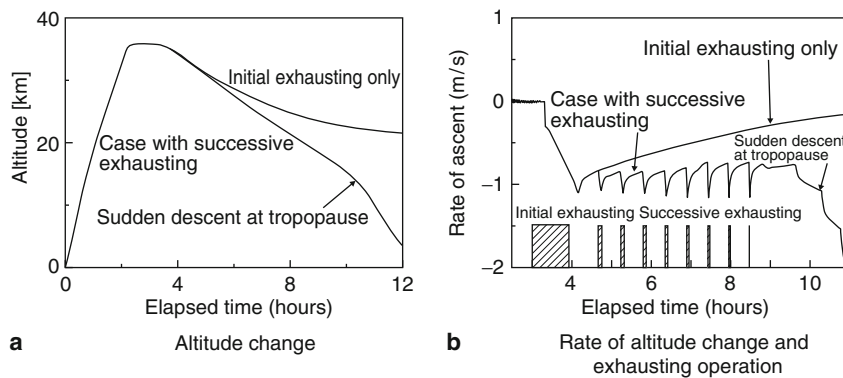 40
20
0
Altitude [km]
Initial exhausting only
Case with successive
exhausting
Sudden descent at tropopause
0
4
8
12
Elapsed time (hours)
a
Altitude change
1
0
−1
−2
Rate of ascent (m/s)
Initial exhausting only
Case with successive
exhausting
Sudden descent
at tropopause
Initial exhausting Successive exhausting
4
6
8
10
Elapsed time (hours)
b
Rate of altitude change and
exhausting operation